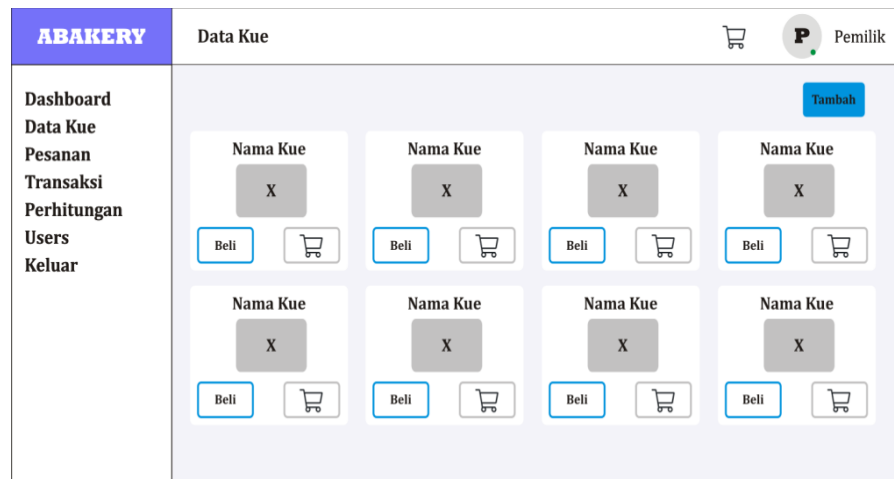 ABAKERY
Data Kue
P
Pemilik
Dashboard
Data Kue
Pesanan
Transaksi
Perhitungan
Users
Keluar
Tambah
Nama Kue
X
Beli
Nama Kue
X
Beli
Nama Kue
X
Beli
Nama Kue
X
Beli
Nama Kue
X
Beli
Nama Kue
X
Beli
Nama Kue
X
Beli
Nama Kue
X
Beli